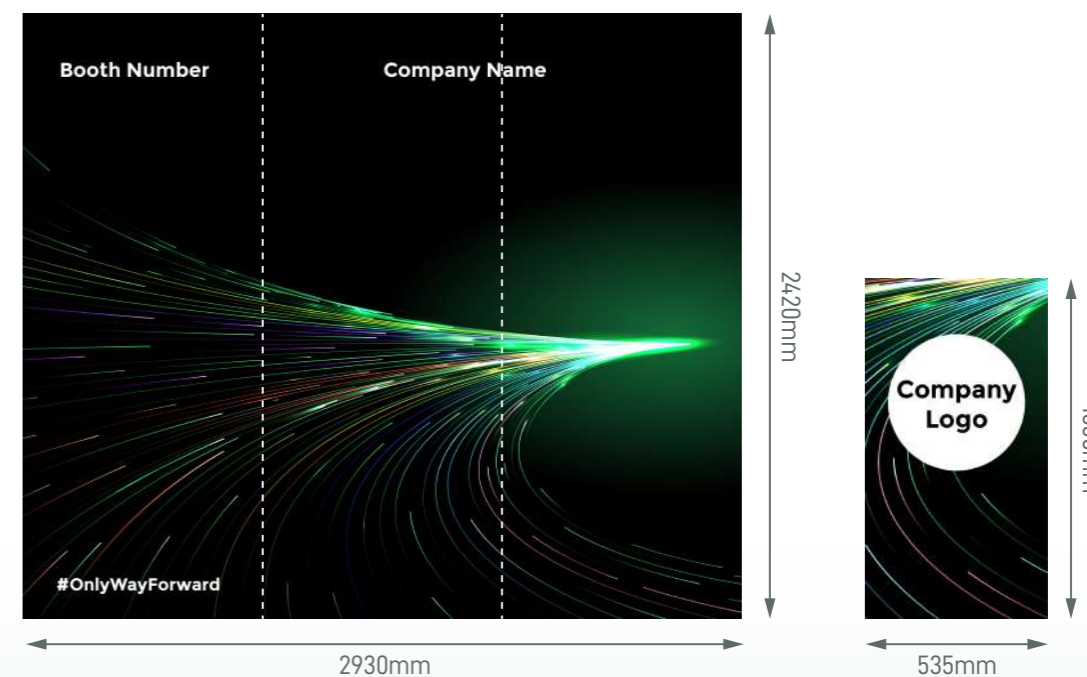 Booth Number
Company Name
2420mm
Company
Logo
#OnlyWayForward
2930mm
535mm